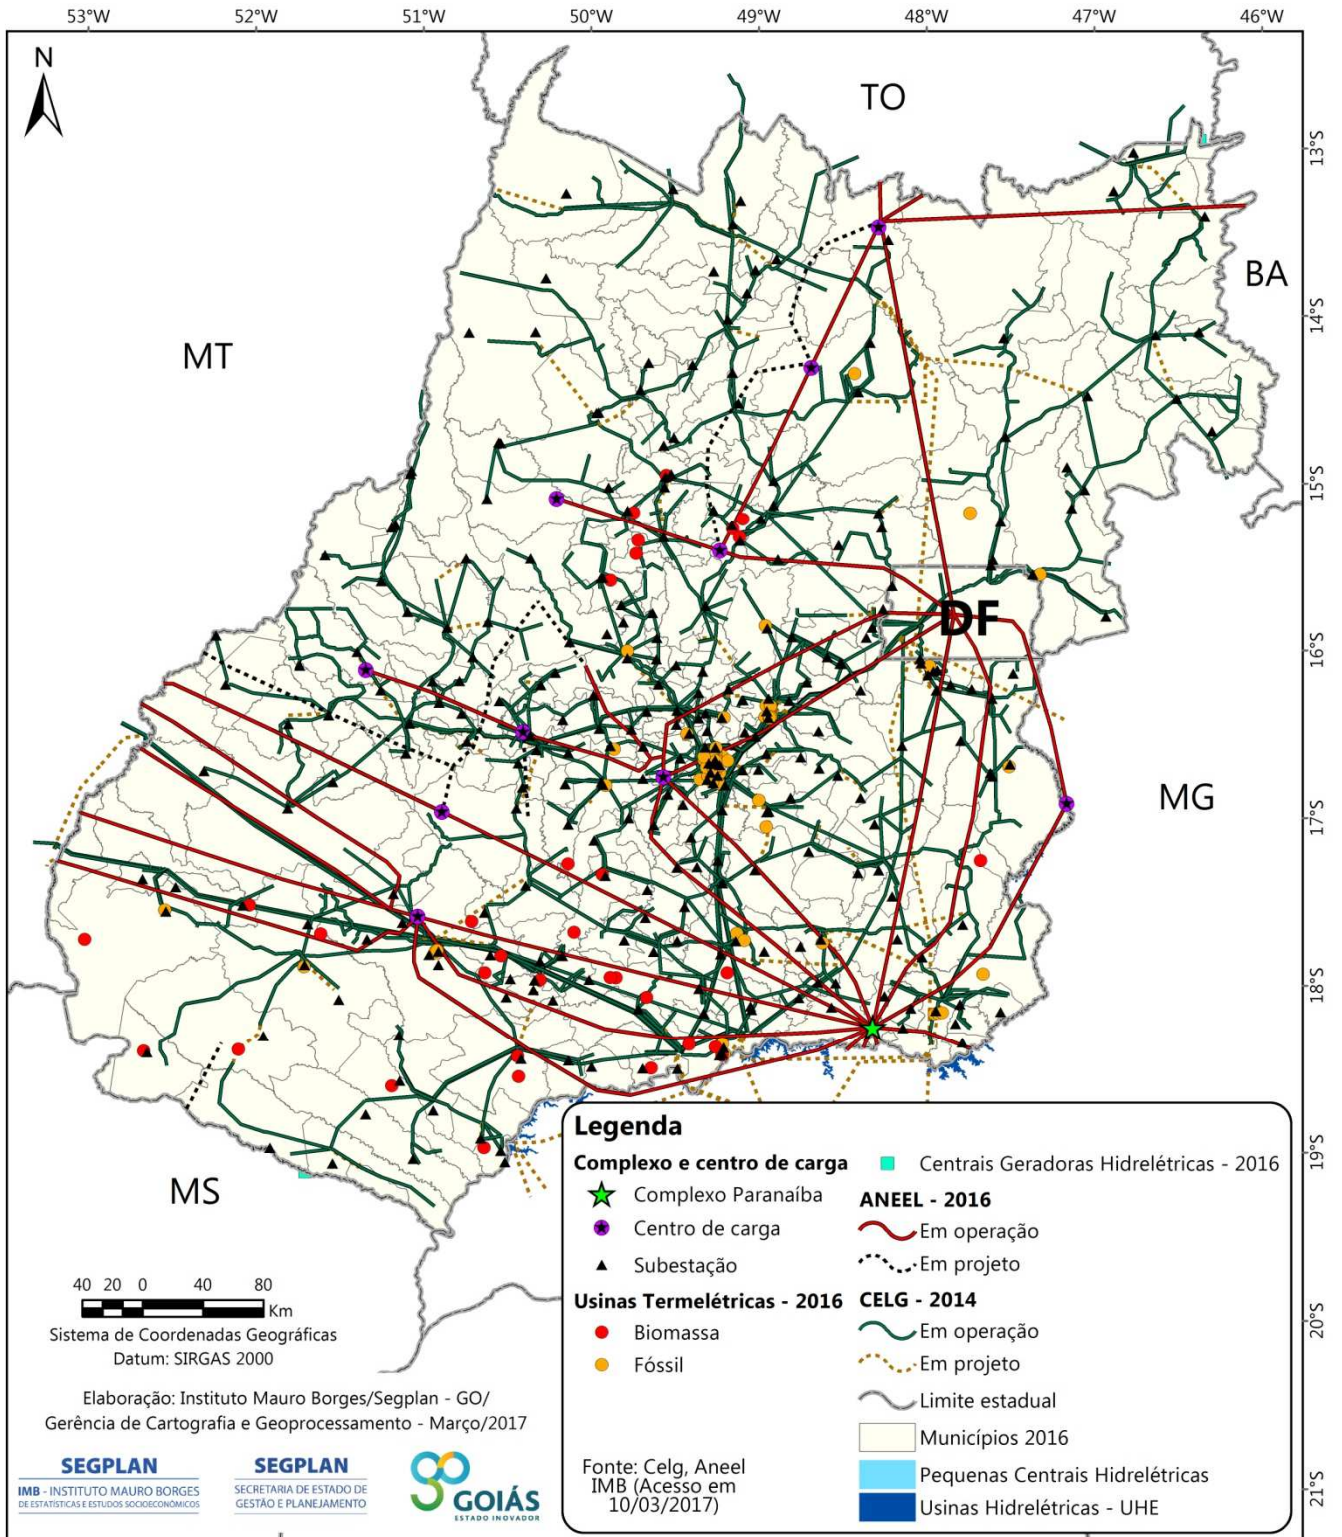 53°W 52°W 51°W 50°W 49°W 48°W 47°W 46°W
N
TO
13°S
BA
14°S
MT
15°S
DF
16°S
MG
17°S
18°S
MS
19°S
20°S
21°S
Legenda
Complexo e centro de carga
Complexo Paranaíba
Centro de carga
Subestação
Usinas Termelétricas - 2016
Biomassa
Fóssil
Fonte: Celg, Aneel
IMB (Acesso em
10/03/2017)
Centrais Geradoras Hidrelétricas - 2016
ANEEL - 2016
Em operação
Em projeto
CELG - 2014
Em operação
Em projeto
Limite estadual
Municípios 2016
Pequenas Centrais Hidrelétricas
Usinas Hidrelétricas - UHE
40 20 0 40 80
Km
Sistema de Coordenadas Geográficas
Datum: SIRGAS 2000
Elaboração: Instituto Mauro Borges/Segplan - GO/
Gerência de Cartografia e Geoprocessamento - Março/2017
SEGPLAN
IMB - INSTITUTO MAURO BORGES
DE ESTATÍSTICAS E ESTUDOS SOCIOECONÔMICOS
SEGPLAN
SECRETARIA DE ESTADO DE
GESTÃO E PLANEJAMENTO
GOIÁS
ESTADO INOVADOR